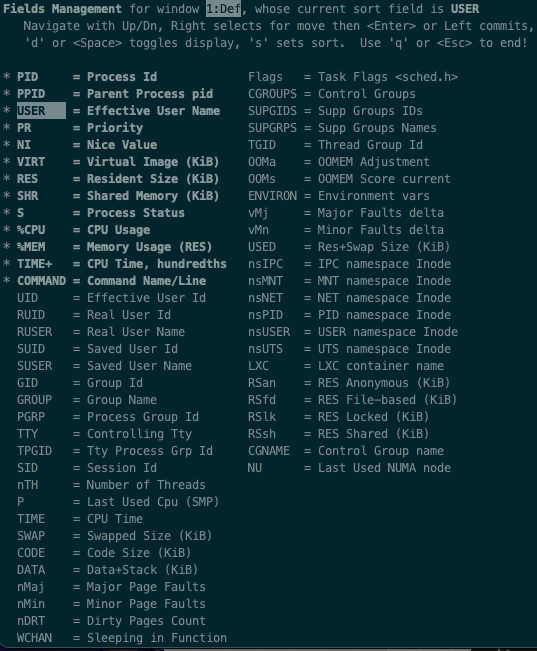 Fields Management for window 1:Def, whose current sort field is USER
   Navigate with Up/Dn, Right selects for move then <Enter> or Left commits,
   'd' or <Space> toggles display, 's' sets sort.  Use 'q' or <Esc> to end!

* PID     = Process Id             Flags   = Task Flags <sched.h>
* PPID    = Parent Process pid     CGROUPS = Control Groups
* USER    = Effective User Name    SUPGIDS = Supp Groups IDs
* PR      = Priority               SUPGRPS = Supp Groups Names
* NI      = Nice Value             TGID    = Thread Group Id
* VIRT    = Virtual Image (KiB)    OOMa    = OOMEM Adjustment
* RES     = Resident Size (KiB)    OOMs    = OOMEM Score current
* SHR     = Shared Memory (KiB)    ENVIRON = Environment vars
* S       = Process Status         vMj     = Major Faults delta
* %CPU    = CPU Usage              vMn     = Minor Faults delta
* %MEM    = Memory Usage (RES)     USED    = Res+Swap Size (KiB)
* TIME+   = CPU Time, hundredths   nsIPC   = IPC namespace Inode
* COMMAND = Command Name/Line      nsMNT   = MNT namespace Inode
  UID     = Effective User Id      nsNET   = NET namespace Inode
  RUID    = Real User Id           nsPID   = PID namespace Inode
  RUSER   = Real User Name         nsUSER  = USER namespace Inode
  SUID    = Saved User Id          nsUTS   = UTS namespace Inode
  SUSER   = Saved User Name        LXC     = LXC container name
  GID     = Group Id               RSan    = RES Anonymous (KiB)
  GROUP   = Group Name             RSfd    = RES File-based (KiB)
  PGRP    = Process Group Id       RSlk    = RES Locked (KiB)
  TTY     = Controlling Tty        RSsh    = RES Shared (KiB)
  TPGID   = Tty Process Grp Id     CGNAME  = Control Group name
  SID     = Session Id             NU      = Last Used NUMA node
  nTH     = Number of Threads
  P       = Last Used Cpu (SMP)
  TIME    = CPU Time
  SWAP    = Swapped Size (KiB)
  CODE    = Code Size (KiB)
  DATA    = Data+Stack (KiB)
  nMaj    = Major Page Faults
  nMin    = Minor Page Faults
  nDRT    = Dirty Pages Count
  WCHAN   = Sleeping in Function